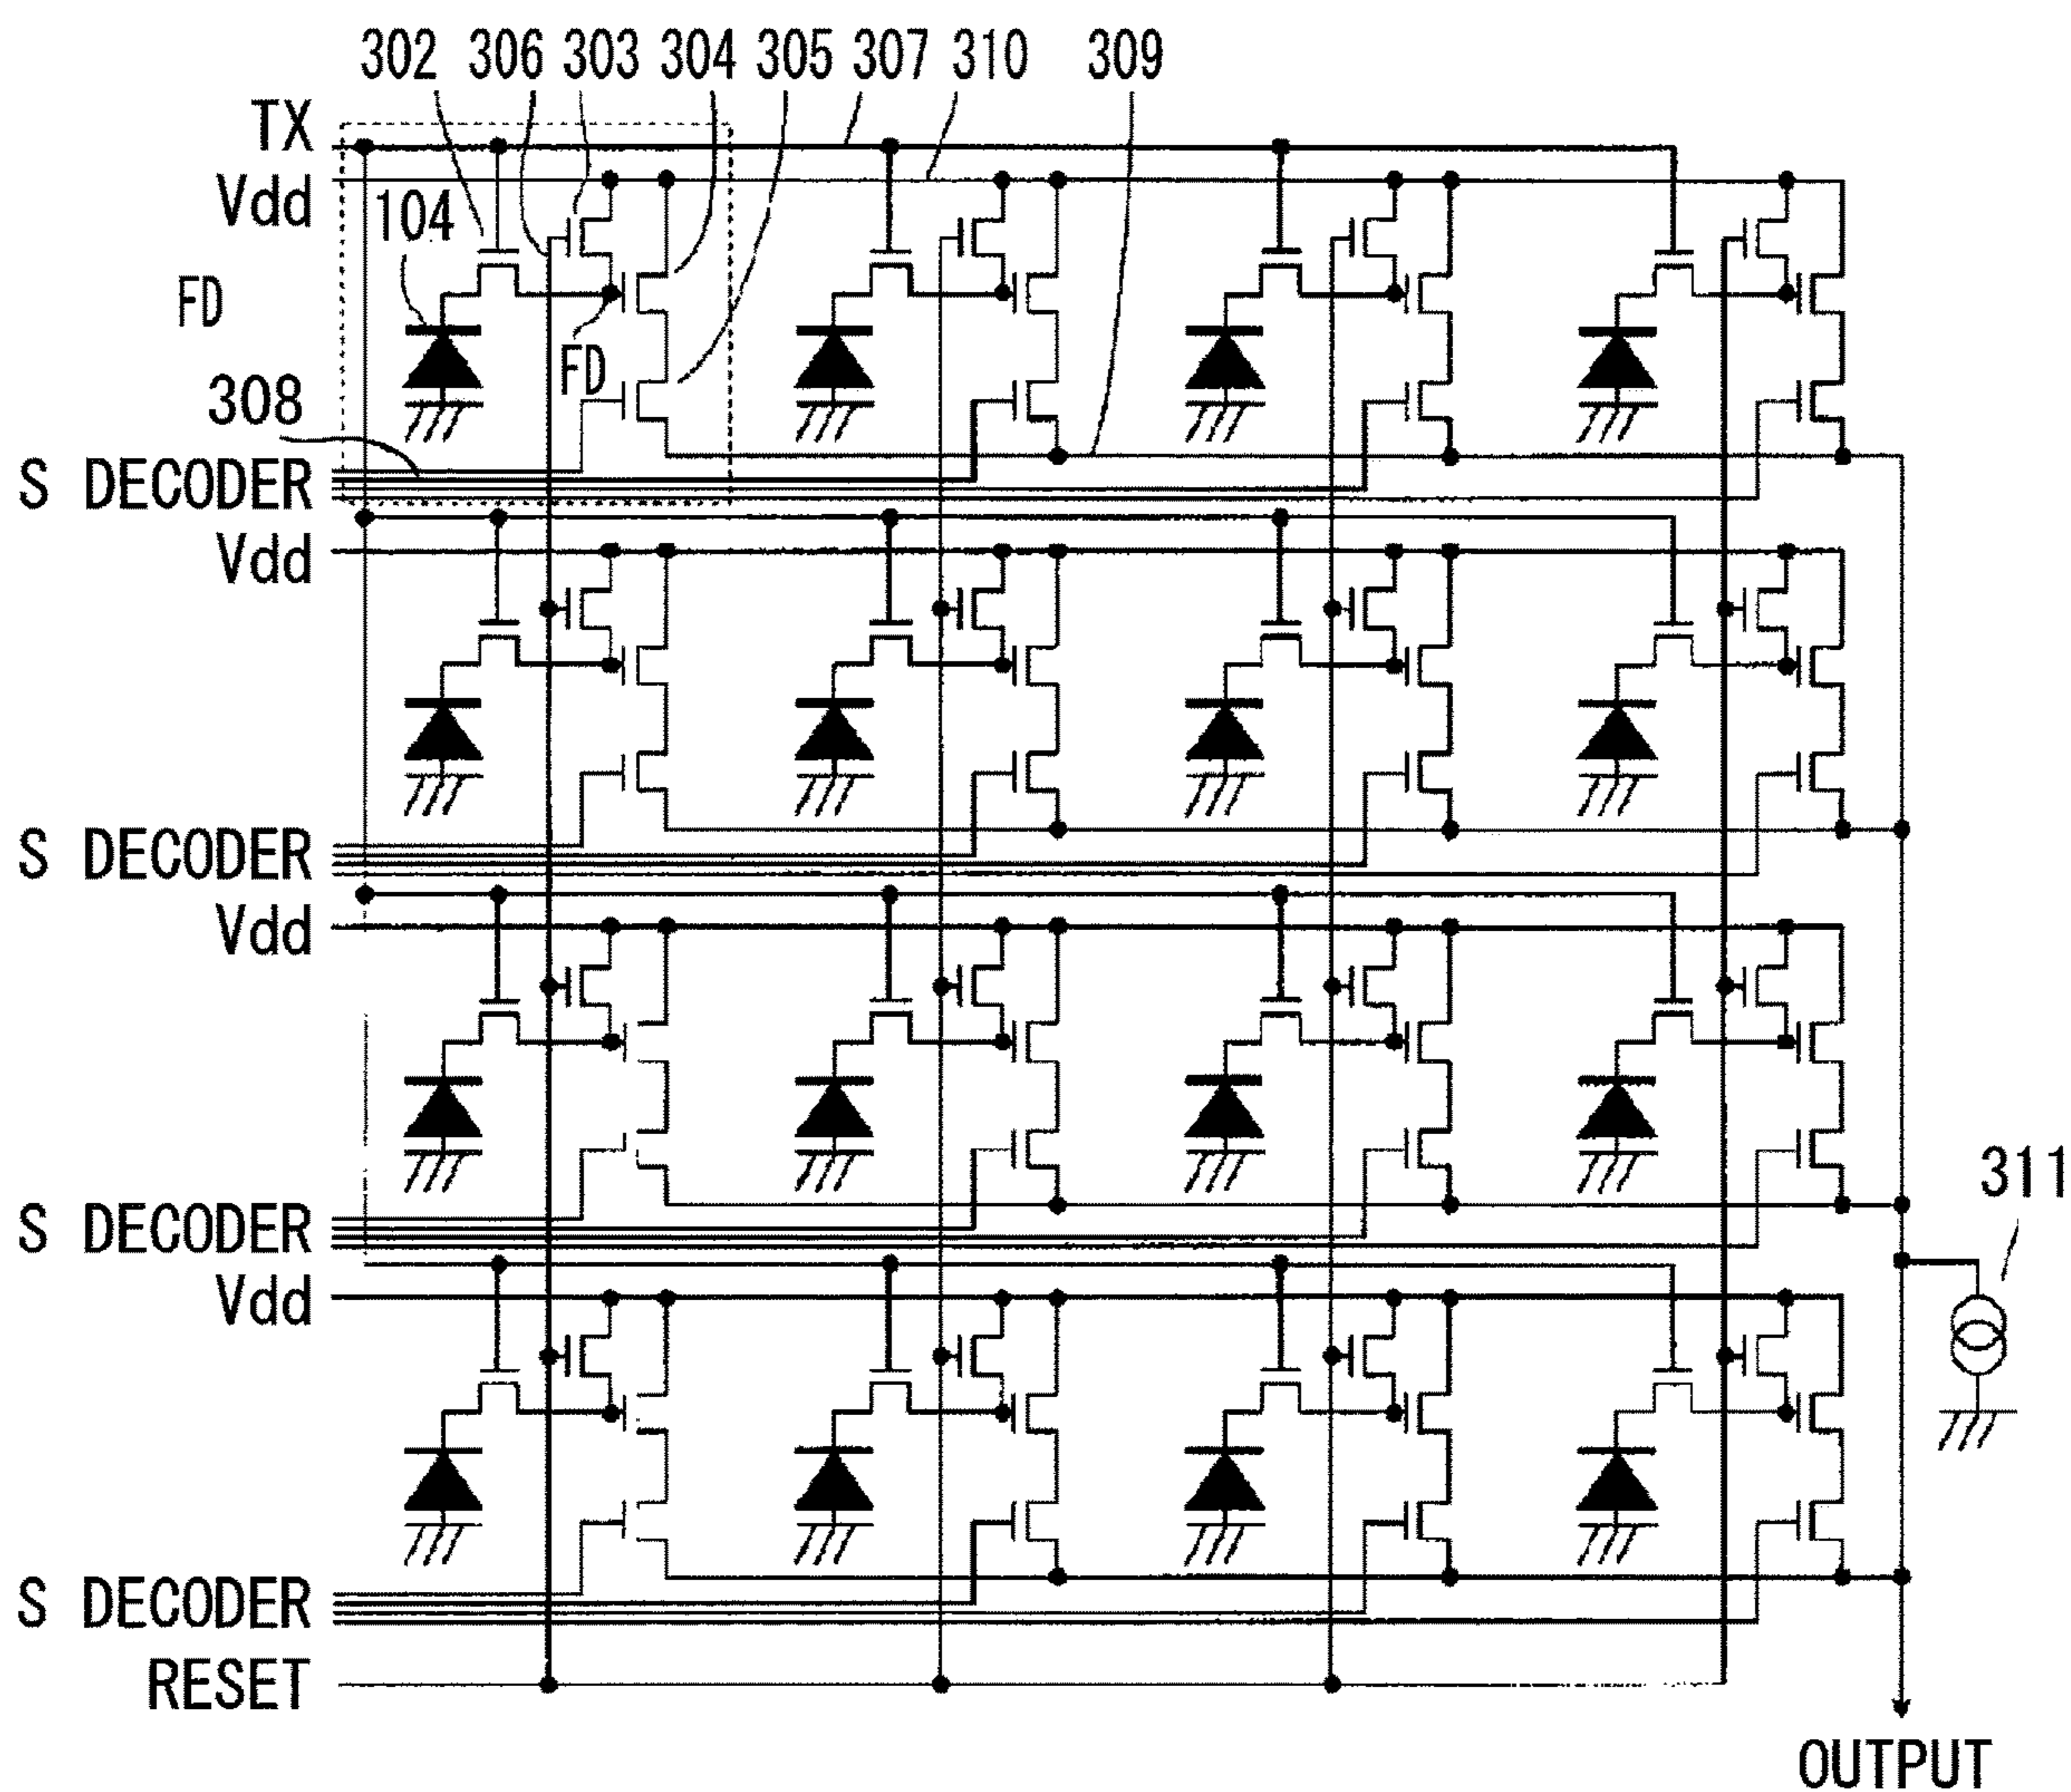 302 306 303 304 305 307 310 309
TX
Vdd
104
FD
FD
308
S DECODER
Vdd
S DECODER
Vdd
311
S DECODER
Vdd
S DECODER
RESET
OUTPUT